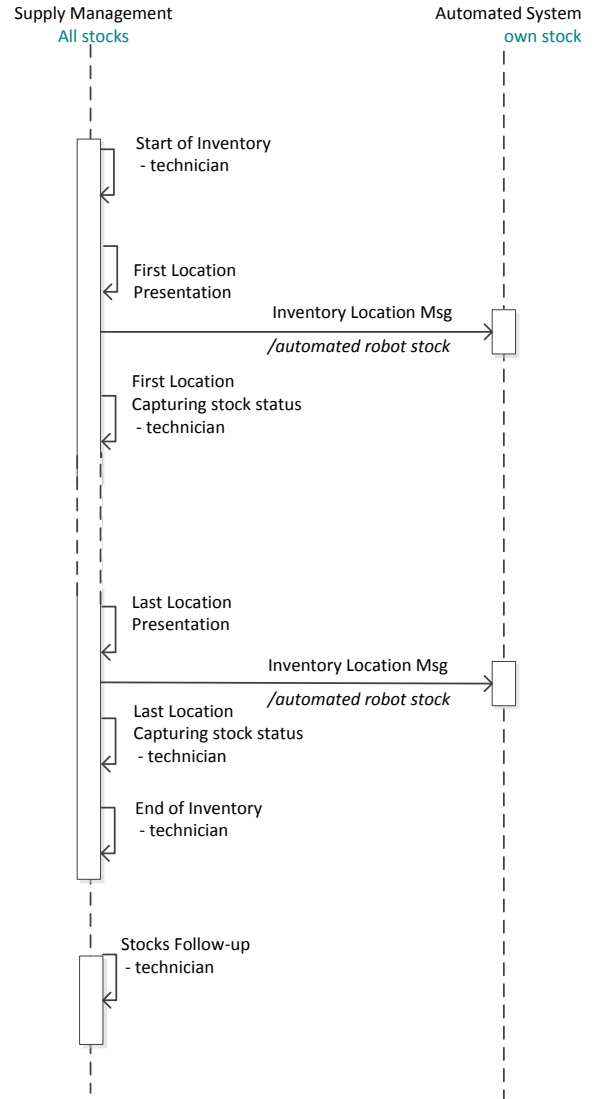 Supply Management
All stocks
Automated System
own stock
Start of Inventory
- technician
First Location
Presentation
Inventory Location Msg
/automated robot stock
First Location
Capturing stock status
- technician
Last Location
Presentation
Inventory Location Msg
/automated robot stock
Last Location
Capturing stock status
- technician
End of Inventory
- technician
Stocks Follow-up
- technician